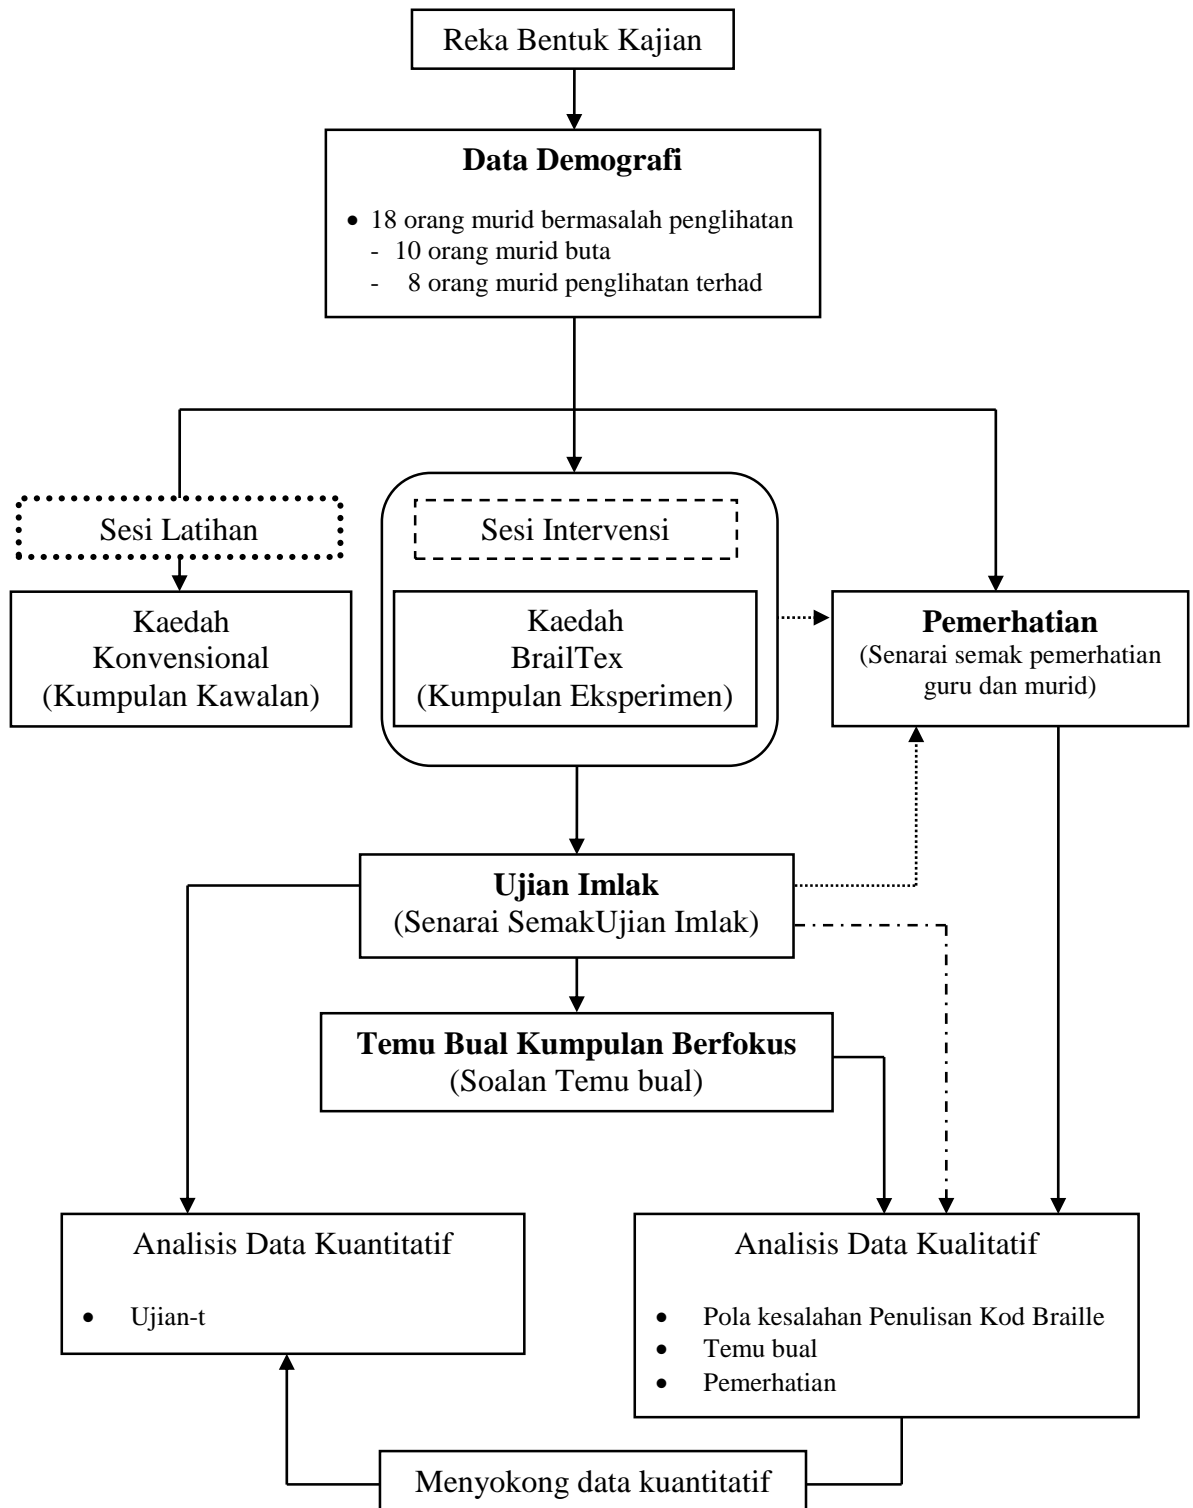 Reka Bentuk Kajian
Data Demografi
• 18 orang murid bermasalah penglihatan
- 10 orang murid buta
- 8 orang murid penglihatan terhad
Sesi Latihan
Sesi Intervensi
Kaedah
Konvensional
(Kumpulan Kawalan)
Kaedah
BrailTex
(Kumpulan Eksperimen)
Pemerhatian
(Senarai semak pemerhatian
guru dan murid)
Ujian Imlak
(Senarai SemakUjian Imlak)
Temu Bual Kumpulan Berfokus
(Soalan Temu bual)
Analisis Data Kuantitatif
• Ujian-t
Analisis Data Kualitatif
• Pola kesalahan Penulisan Kod Braille
• Temu bual
• Pemerhatian
Menyokong data kuantitatif